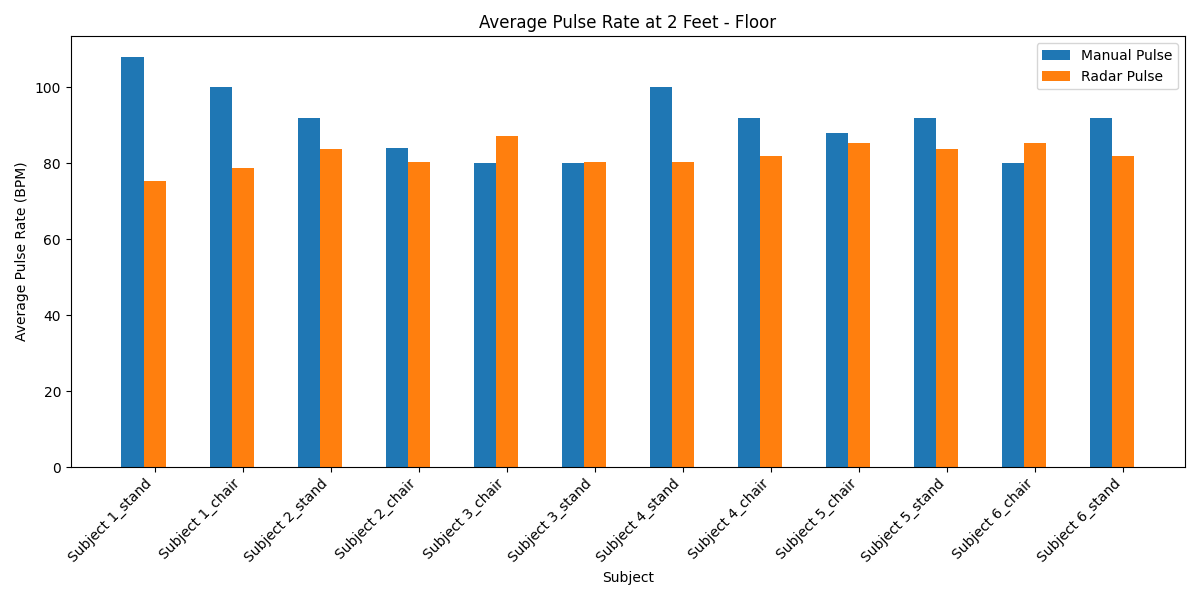 Average Pulse Rate at 2 Feet - Floor
Manual Pulse
Radar Pulse
Average Pulse Rate (BPM)
100
80
60
40
20
0
Subject 1_stand
Subject 1_chair
Subject 2_stand
Subject 2_chair
Subject 3_chair
Subject 3_stand
Subject 4_stand
Subject 4_chair
Subject 5_chair
Subject 5_stand
Subject 6_chair
Subject 6_stand
Subject